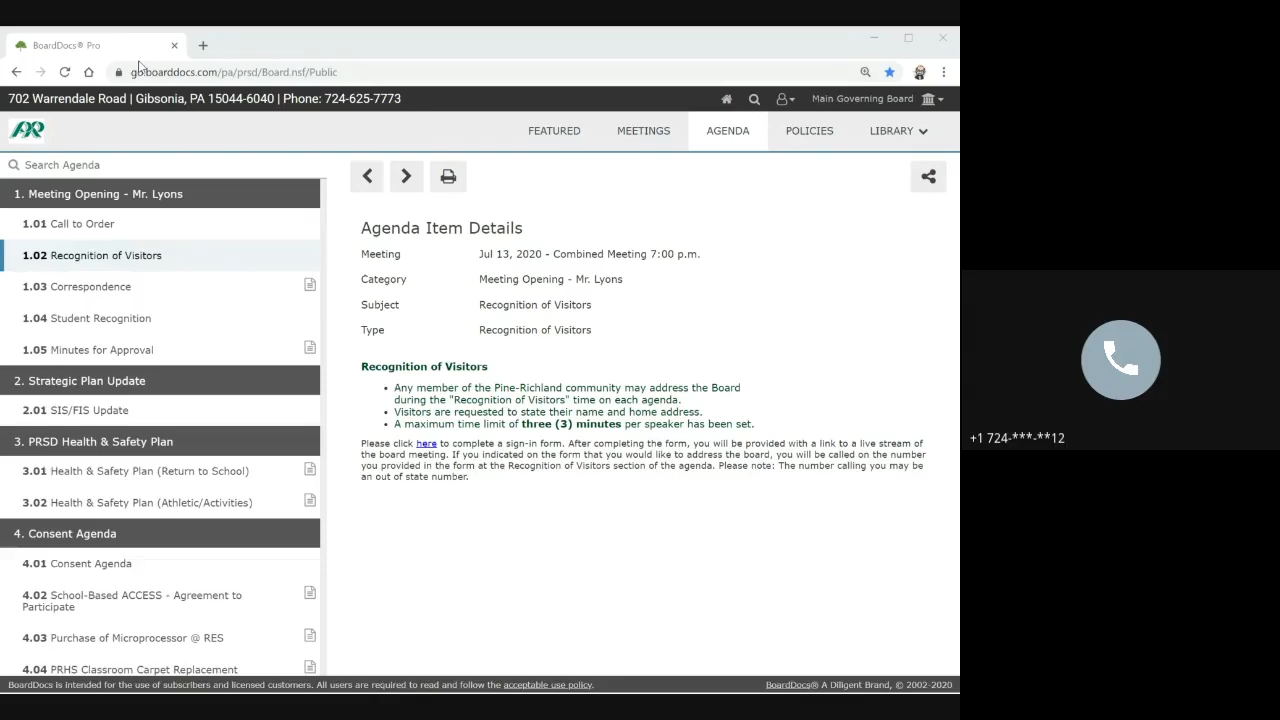 BoardDocs® Pro
go.boarddocs.com/pa/prsd/Board.nsf/Public
702 Warrendale Road | Gibsonia, PA 15044-6040 | Phone: 724-625-7773
Main Governing Board
PR
FEATURED
MEETINGS
AGENDA
POLICIES
LIBRARY
Search Agenda
1. Meeting Opening - Mr. Lyons
1.01 Call to Order
1.02 Recognition of Visitors
1.03 Correspondence
1.04 Student Recognition
1.05 Minutes for Approval
2. Strategic Plan Update
2.01 SIS/FIS Update
3. PRSD Health & Safety Plan
3.01 Health & Safety Plan (Return to School)
3.02 Health & Safety Plan (Athletic/Activities)
4. Consent Agenda
4.01 Consent Agenda
4.02 School-Based ACCESS - Agreement to
Participate
4.03 Purchase of Microprocessor @ RES
4.04 PRHS Classroom Carpet Replacement
Agenda Item Details
Meeting Jul 13, 2020 - Combined Meeting 7:00 p.m.
Category Meeting Opening - Mr. Lyons
Subject Recognition of Visitors
Type Recognition of Visitors
Recognition of Visitors
• Any member of the Pine-Richland community may address the Board
during the "Recognition of Visitors" time on each agenda.
• Visitors are requested to state their name and home address.
• A maximum time limit of three (3) minutes per speaker has been set.
Please click here to complete a sign-in form. After completing the form, you will be provided with a link to a live stream of
the board meeting. If you indicated on the form that you would like to address the board, you will be called on the number
you provided in the form at the Recognition of Visitors section of the agenda. Please note: The number calling you may be
an out of state number.
BoardDocs is intended for the use of subscribers and licensed customers. All users are required to read and follow the acceptable use policy.
BoardDocs® A Diligent Brand, © 2002-2020
+1 724-***-**12